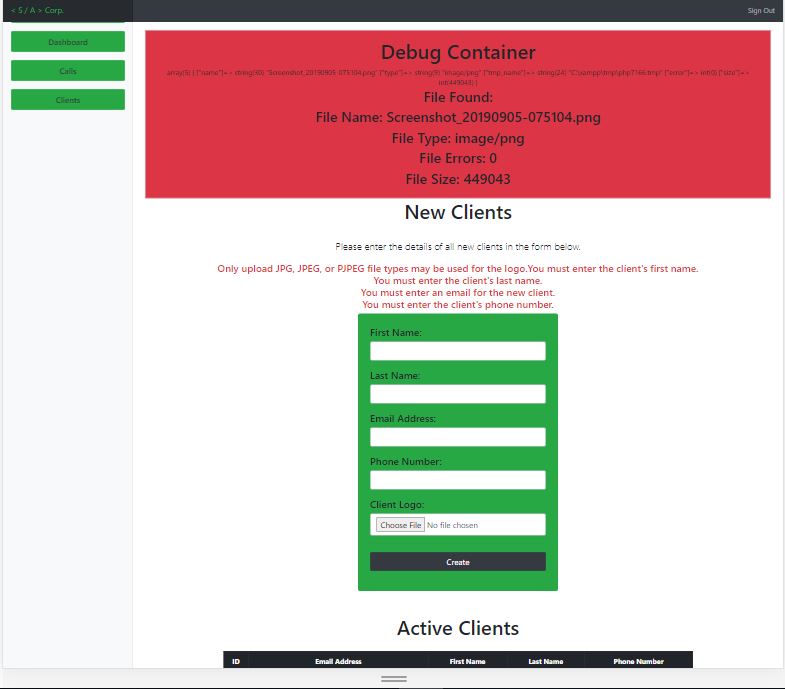 < S / A > Corp.
Sign Out
Dashboard
Calls
Clients
Debug Container
array(5) { ["name"]=> string(30) "Screenshot_20190905-075104.png" ["type"]=> string(9) "image/png" ["tmp_name"]=> string(24) "C:\xampp\tmp\php7166.tmp" ["error"]=> int(0) ["size"]=>
int(449043) }
File Found:
File Name: Screenshot_20190905-075104.png
File Type: image/png
File Errors: 0
File Size: 449043
New Clients
Please enter the details of all new clients in the form below.
Only upload JPG, JPEG, or PJPEG file types may be used for the logo.You must enter the client's first name.
You must enter the client's last name.
You must enter an email for the new client.
You must enter the client's phone number.
First Name:
Last Name:
Email Address:
Phone Number:
Client Logo:
Choose File No file chosen
Create
Active Clients
ID Email Address First Name Last Name Phone Number